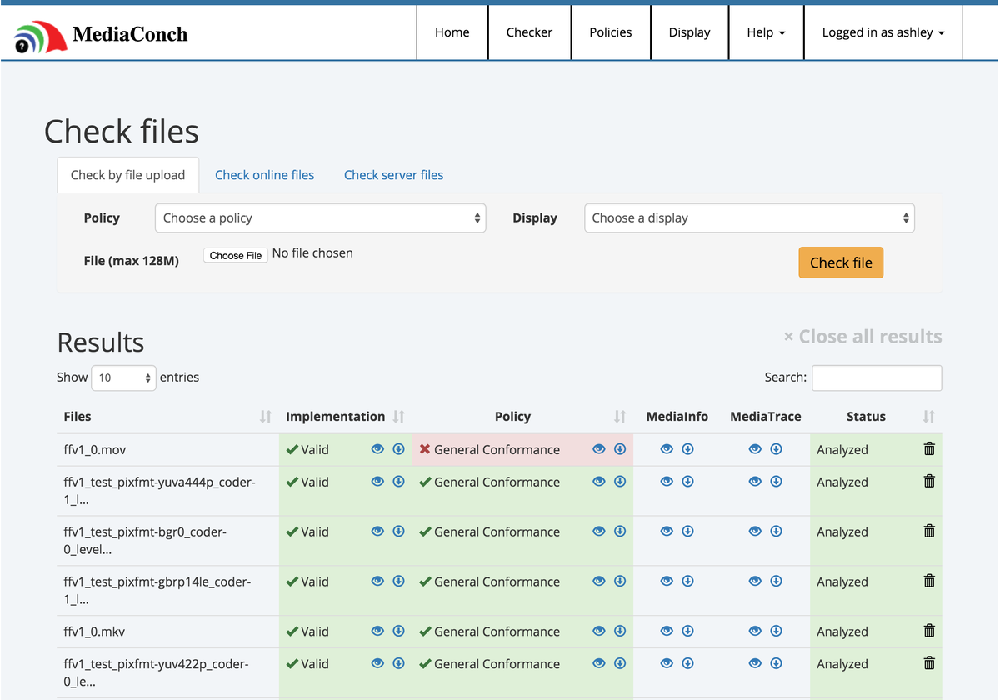 MediaConch
Home Checker Policies Display Help Logged in as ashley
Check files
Check by file upload Check online files Check server files
Policy Choose a policy Display Choose a display
File (max 128M) Choose File No file chosen Check file
Results × Close all results
Show 10 entries Search:
Files Implementation Policy MediaInfo MediaTrace Status
ffv1_0.mov Valid General Conformance Analyzed
ffv1_test_pixfmt-yuva444p_coder- Valid General Conformance Analyzed
1_l...
ffv1_test_pixfmt-bgr0_coder- Valid General Conformance Analyzed
0_level...
ffv1_test_pixfmt-gbrp14le_coder- Valid General Conformance Analyzed
1_l...
ffv1_0.mkv Valid General Conformance Analyzed
ffv1_test_pixfmt-yuv422p_coder- Valid General Conformance Analyzed
0_le...